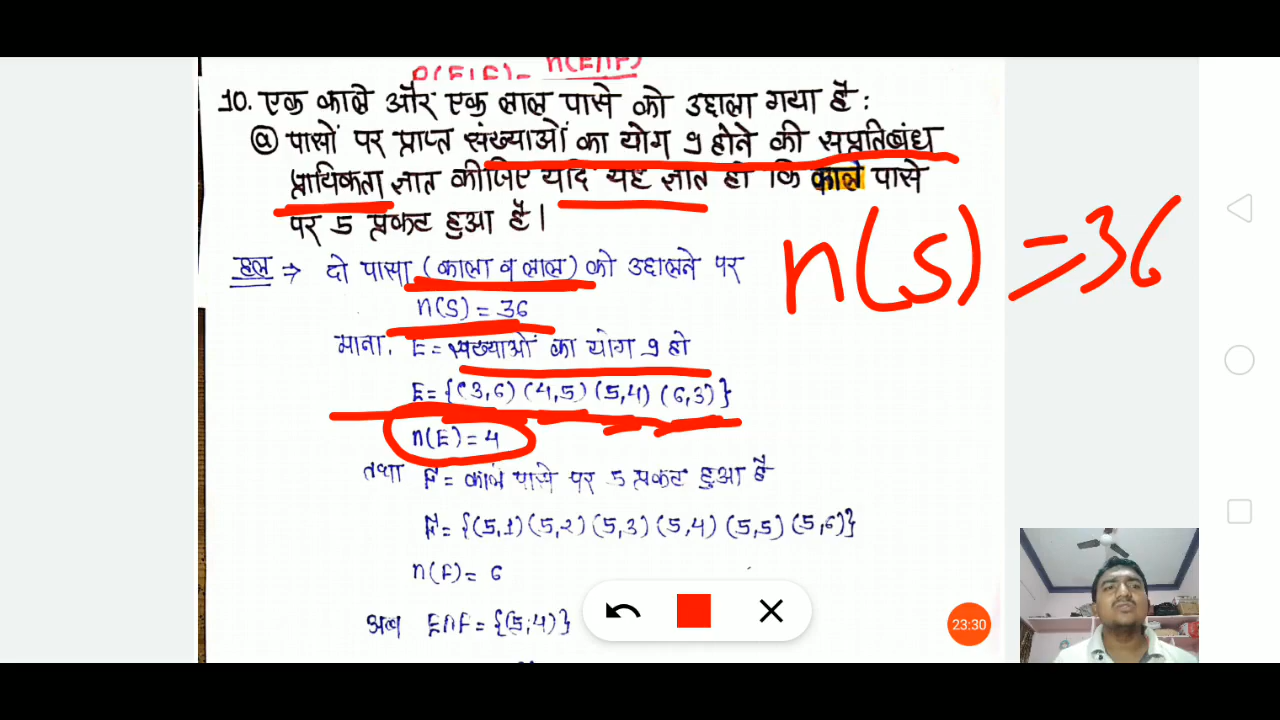 P(E|F)= n(E∩F)
10. एक काले और एक लाल पासे को उछाला गया है:
ⓐ पासों पर प्राप्त संख्याओं का योग 9 होने की सप्रतिबंध
प्रायिकता ज्ञात कीजिए यदि यह ज्ञात हो कि काले पासे
पर 5 प्रकट हुआ है।
हल ⇒ दो पासा (काला व लाल) को उछालने पर
n(S) = 36
n(S) = 36
माना, E = संख्याओं का योग 9 हो
E = {(3,6) (4,5) (5,4) (6,3)}
n(E) = 4
तथा F = काले पासे पर 5 प्रकट हुआ है
F = {(5,1) (5,2) (5,3) (5,4) (5,5) (5,6)}
n(F) = 6
अब E∩F = {(5,4)}
23:30